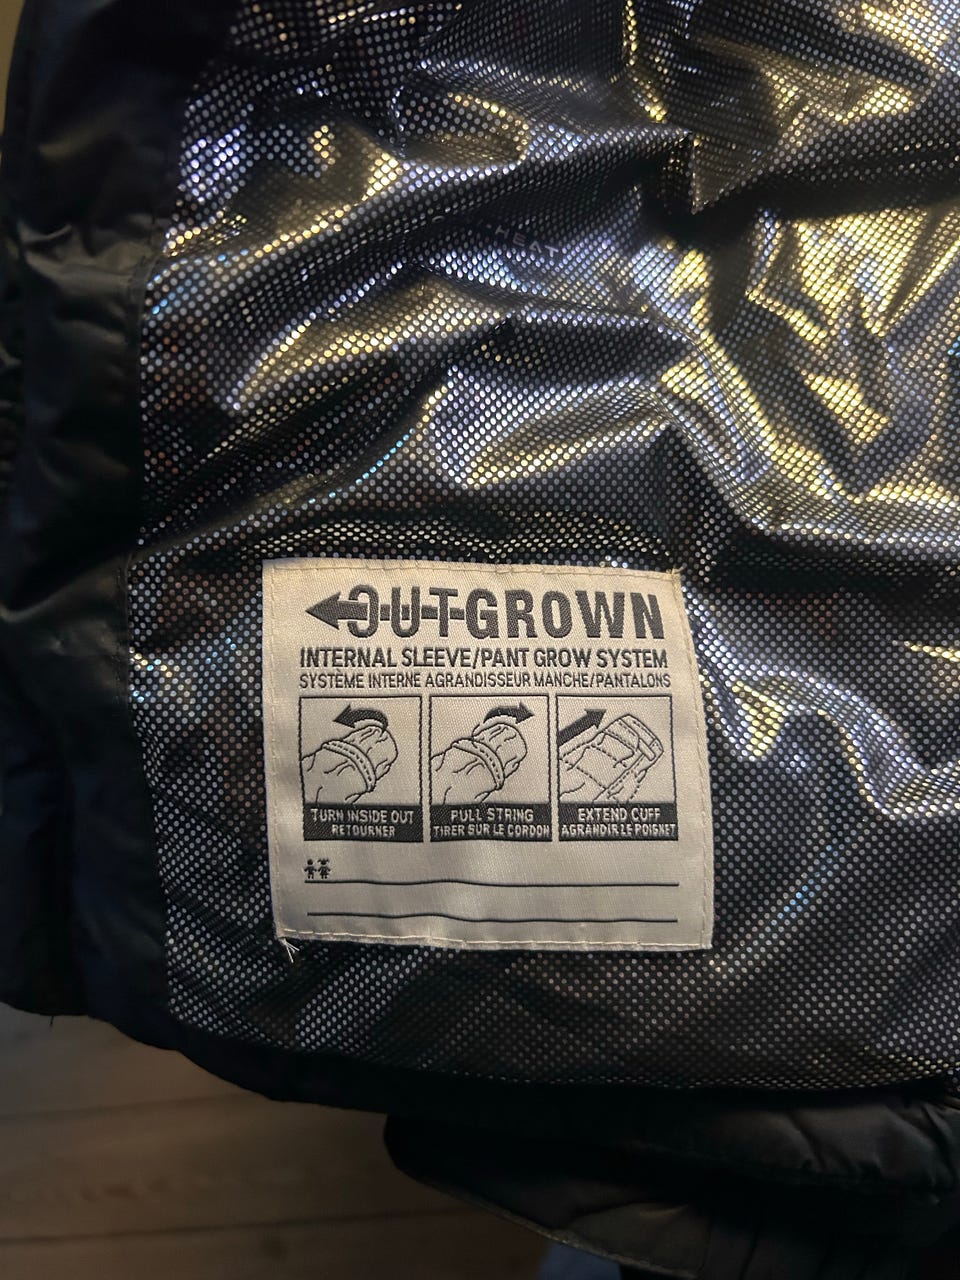 HEAT
OUTGROWN
INTERNAL SLEEVE/PANT GROW SYSTEM
SYSTÈME INTERNE AGRANDISSEUR MANCHE/PANTALONS
TURN INSIDE OUT
RETOURNER
PULL STRING
TIRER SUR LE CORDON
EXTEND CUFF
AGRANDIR LE POIGNET